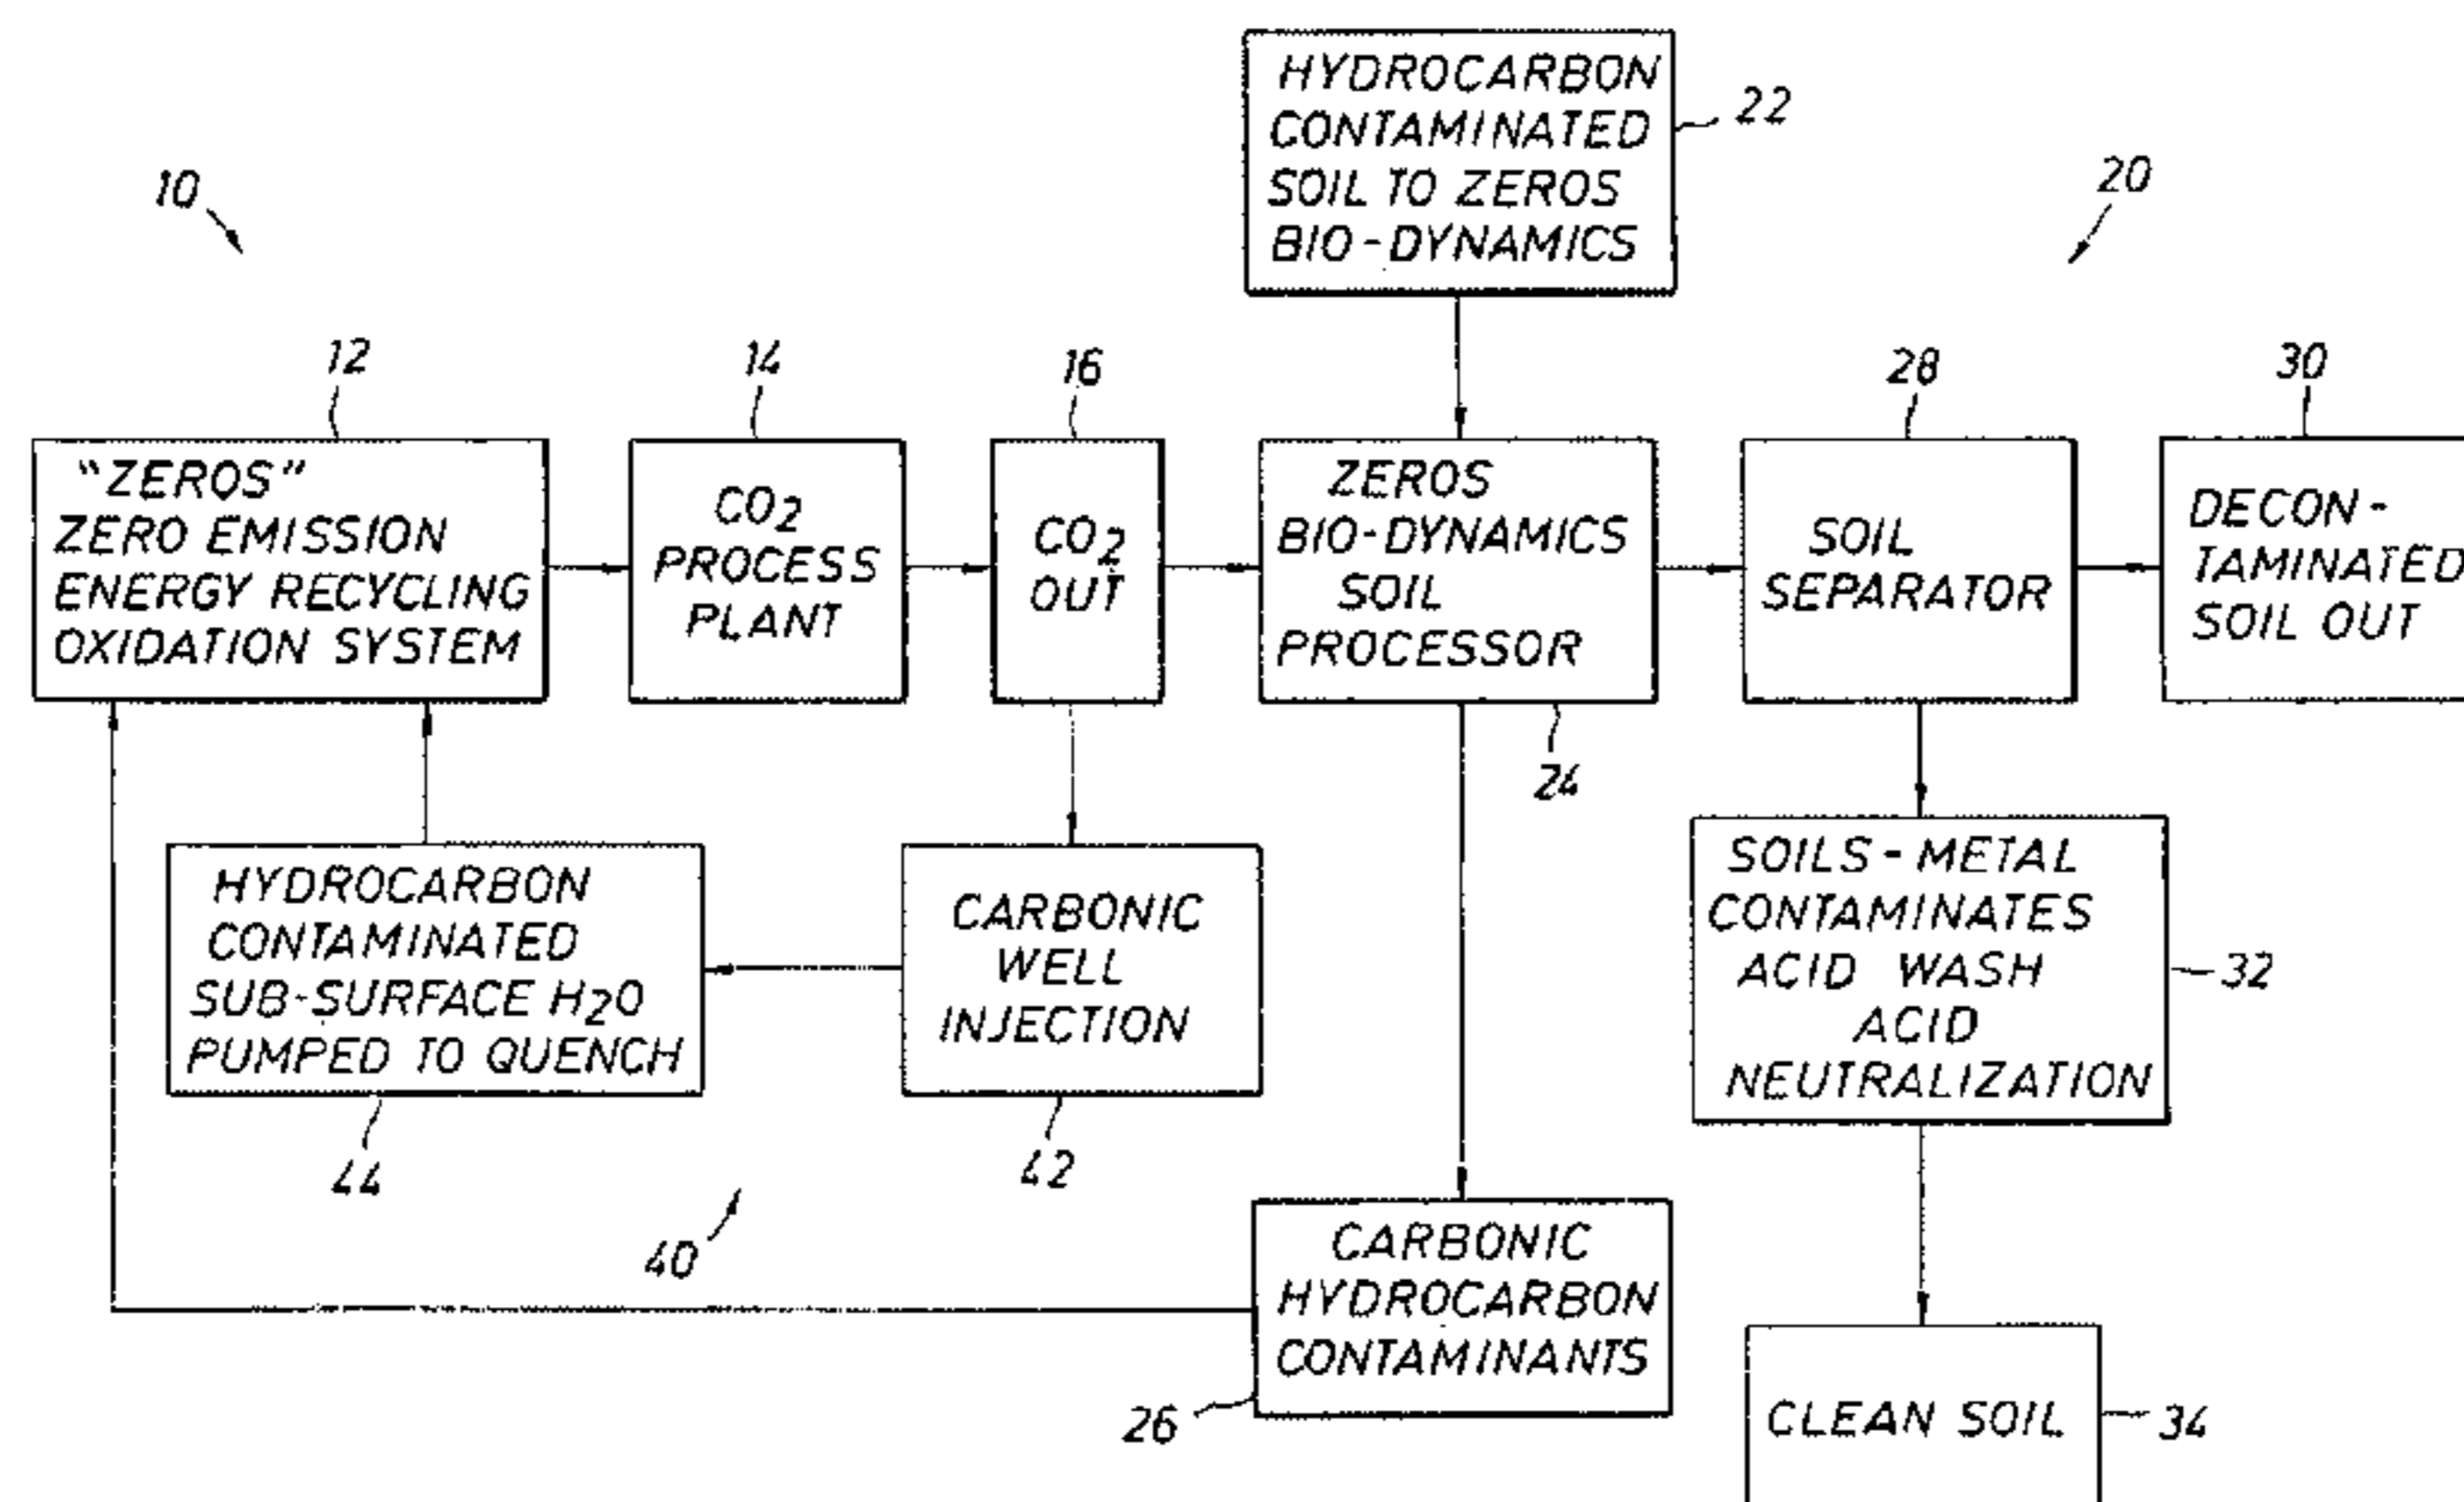 HYDROCARBON
CONTAMINATED
SOIL TO ZEROS
BIO-DYNAMICS
22
10
20
12
14
16
28
30
"ZEROS"
ZERO EMISSION
ENERGY RECYCLING
OXIDATION SYSTEM
CO2
PROCESS
PLANT
CO2
OUT
ZEROS
BIO-DYNAMICS
SOIL
PROCESSOR
24
SOIL
SEPARATOR
DECON-
TAMINATED
SOIL OUT
HYDROCARBON
CONTAMINATED
SUB-SURFACE H2O
PUMPED TO QUENCH
44
CARBONIC
WELL
INJECTION
42
SOILS-METAL
CONTAMINATES
ACID WASH
ACID
NEUTRALIZATION
32
40
CARBONIC
HYDROCARBON
CONTAMINANTS
26
CLEAN SOIL
34